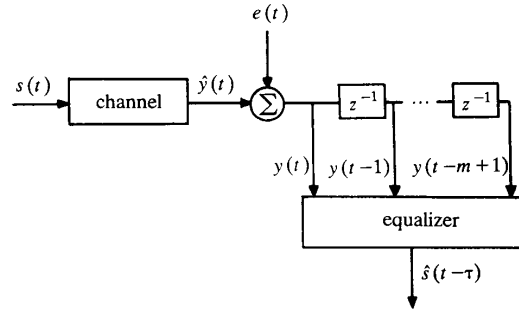 e(t)
s(t)
channel
ŷ(t)
Σ
z⁻¹
...
z⁻¹
y(t)
y(t−1)
y(t−m+1)
equalizer
ŝ(t−τ)